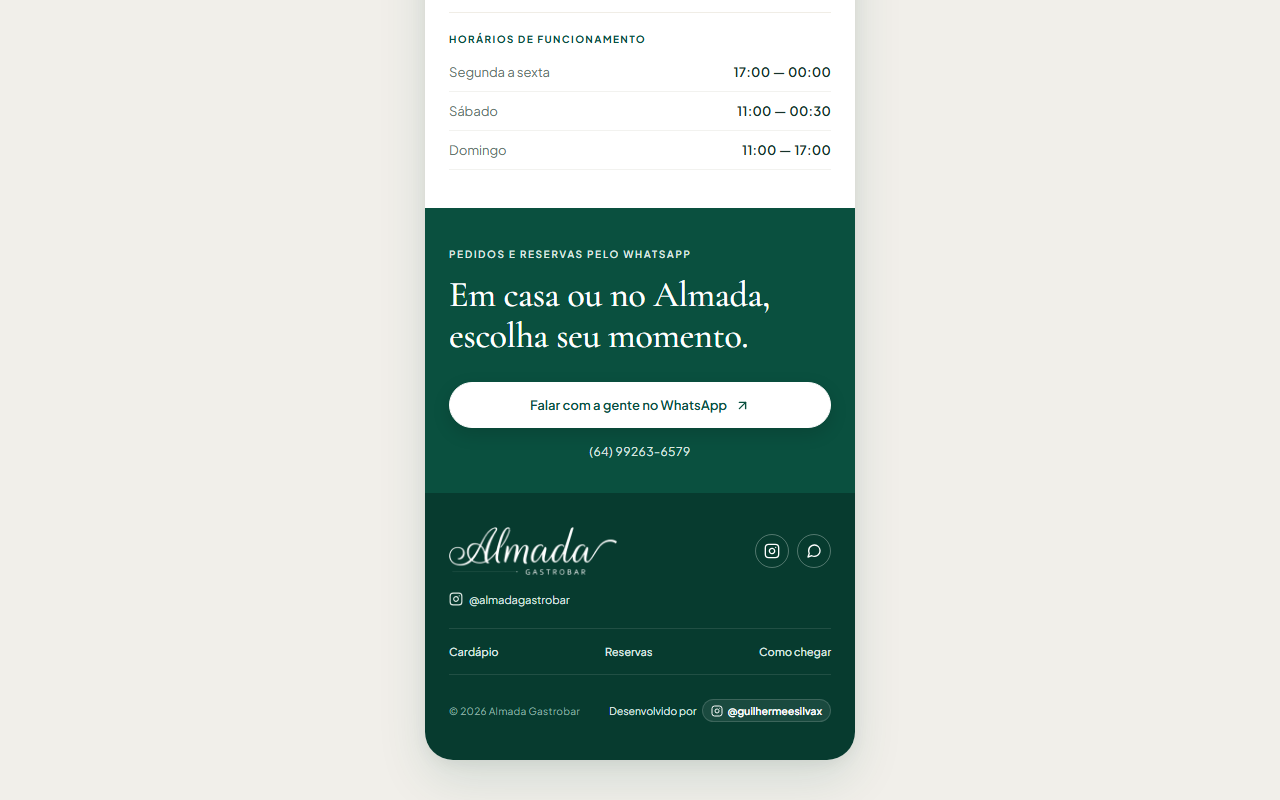 HORÁRIOS DE FUNCIONAMENTO
Segunda a sexta 17:00 — 00:00
Sábado 11:00 — 00:30
Domingo 11:00 — 17:00
PEDIDOS E RESERVAS PELO WHATSAPP
Em casa ou no Almada,
escolha seu momento.
Falar com a gente no WhatsApp
(64) 99263-6579
Almada
GASTROBAR
@almadagastrobar
Cardápio Reservas Como chegar
© 2026 Almada Gastrobar Desenvolvido por @guilhermeesilvax